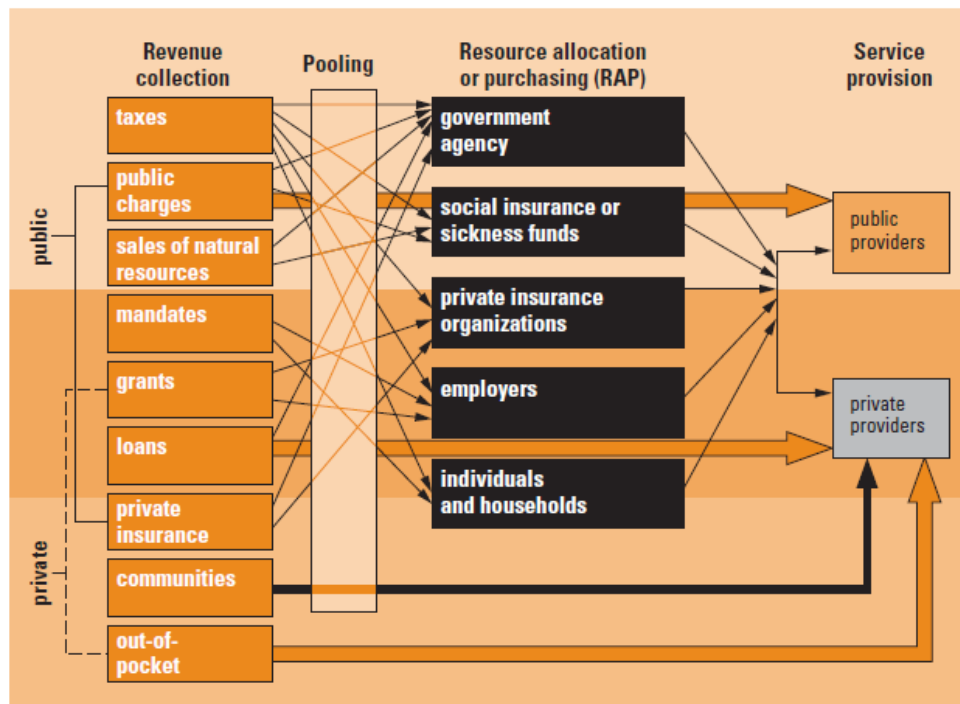 Revenue
collection
Pooling
Resource allocation
or purchasing (RAP)
Service
provision
public
private
taxes
public
charges
sales of natural
resources
mandates
grants
loans
private
insurance
communities
out-of-
pocket
government
agency
social insurance or
sickness funds
private insurance
organizations
employers
individuals
and households
public
providers
private
providers